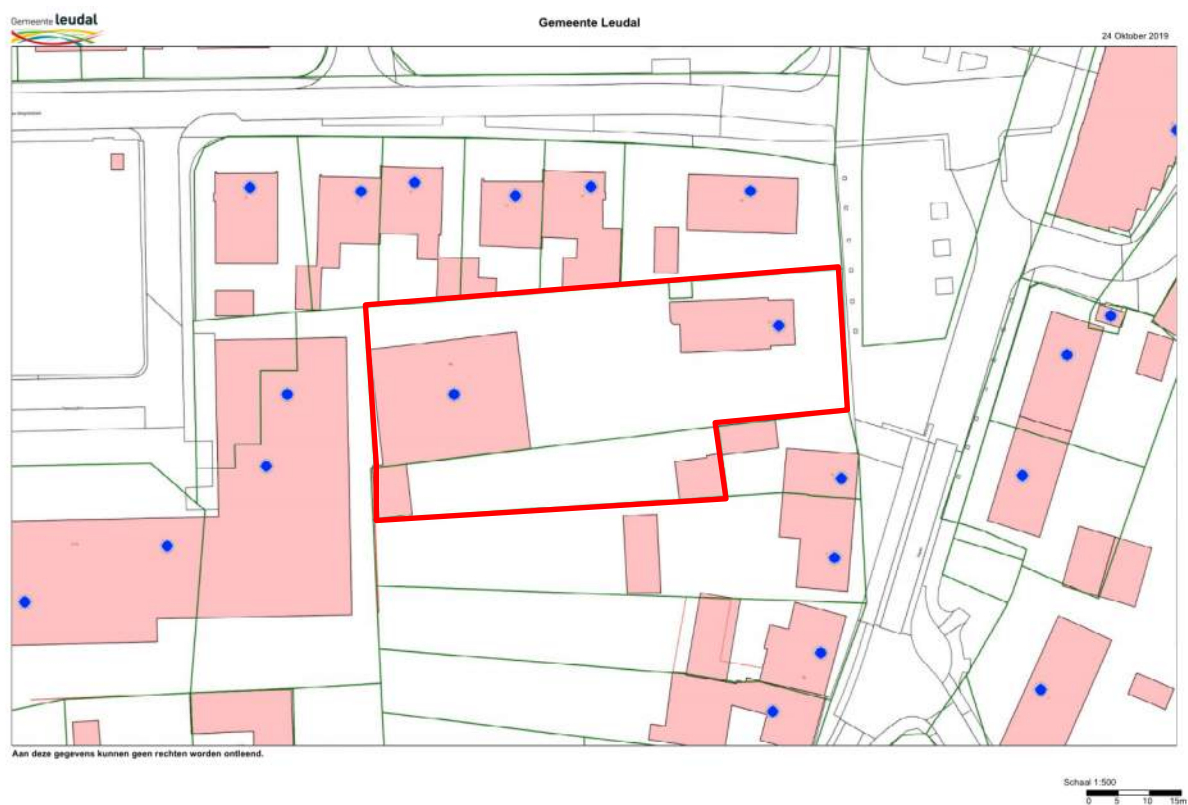 Gemeente leudal
Gemeente Leudal
24 Oktober 2019
Aan deze gegevens kunnen geen rechten worden ontleend.
Schaal 1:500
0 5 10 15m